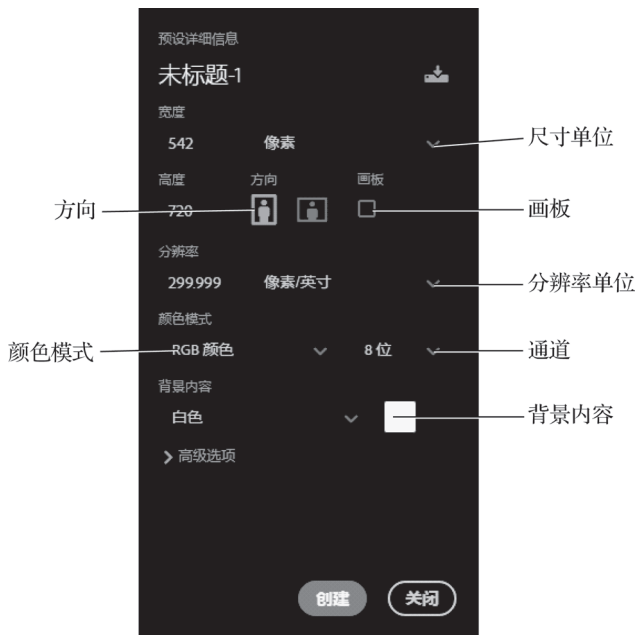 预设详细信息
未标题-1
宽度
542 像素
尺寸单位
高度 方向 画板
方向
720
画板
分辨率
299.999 像素/英寸
分辨率单位
颜色模式
颜色模式
RGB 颜色 8 位
通道
背景内容
白色
背景内容
高级选项
创建 关闭